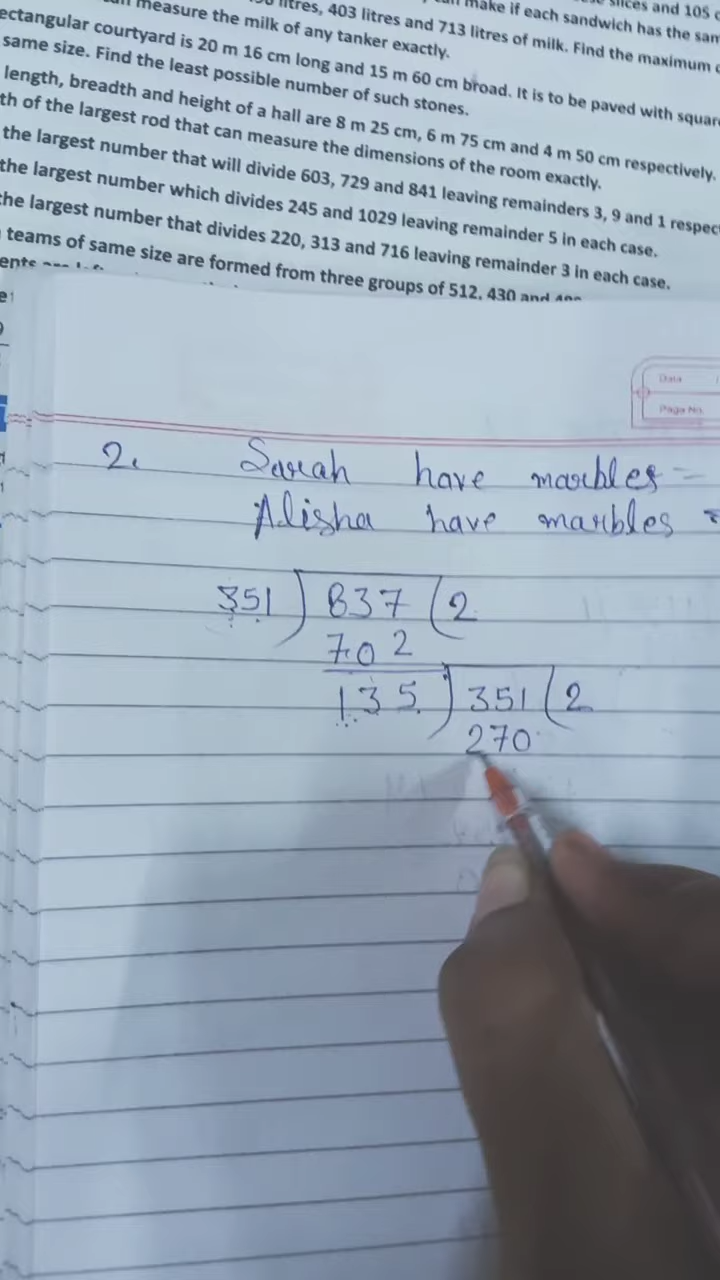 slices and 105
make if each sandwich has the sam
litres, 403 litres and 713 litres of milk. Find the maximum
measure the milk of any tanker exactly.
ectangular courtyard is 20 m 16 cm long and 15 m 60 cm broad. It is to be paved with squar
same size. Find the least possible number of such stones.
length, breadth and height of a hall are 8 m 25 cm, 6 m 75 cm and 4 m 50 cm respectively.
th of the largest rod that can measure the dimensions of the room exactly.
the largest number that will divide 603, 729 and 841 leaving remainders 3, 9 and 1 respec
the largest number which divides 245 and 1029 leaving remainder 5 in each case.
the largest number that divides 220, 313 and 716 leaving remainder 3 in each case.
teams of same size are formed from three groups of 512, 430 and
Data
Page No.
2. Sarah have marbles =
Alisha have marbles =
351 ) 837 ( 2
702
135 ) 351 ( 2
270